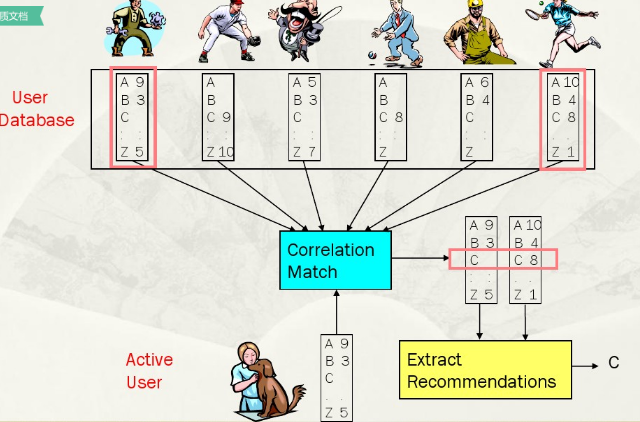 质文档
User
Database
A 9
B 3
C
. .
Z 5
A
B
C 9
. .
Z 10
A 5
B 3
C
. .
Z 7
A
B
C 8
. .
Z
A 6
B 4
C
. .
Z
A 10
B 4
C 8
. .
Z 1
Correlation
Match
A 9
B 3
C
. .
Z 5
A 10
B 4
C 8
. .
Z 1
Active
User
A 9
B 3
C
. .
Z 5
Extract
Recommendations
C